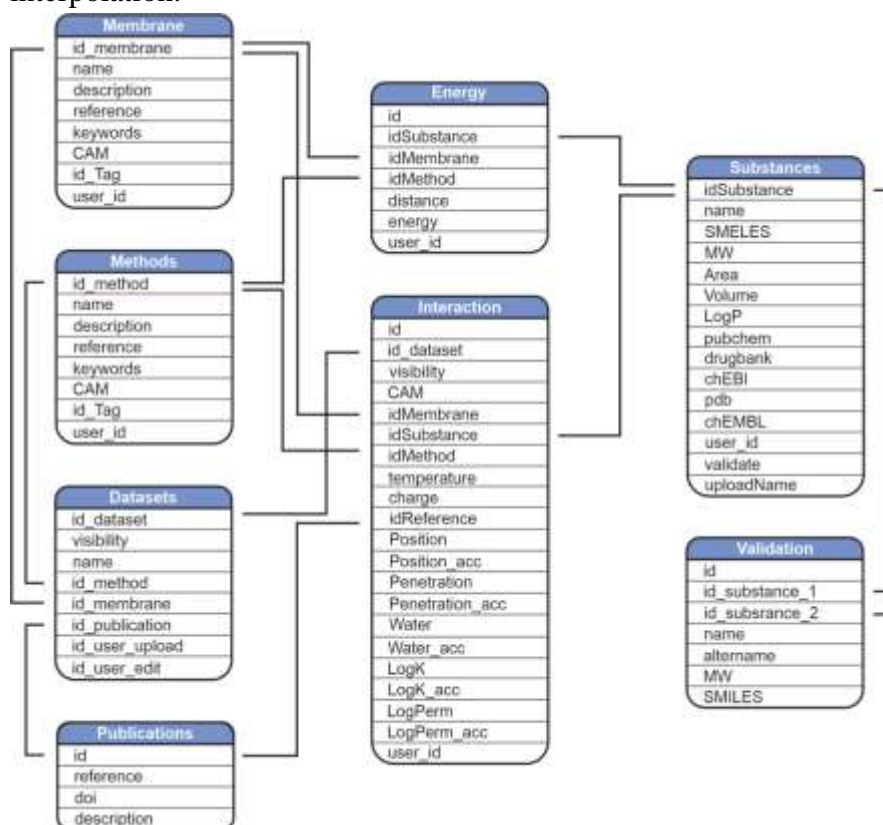 interpolation.
Membrane
id_membrane
name
description
reference
keywords
CAM
id_Tag
user_id
Methods
id_method
name
description
reference
keywords
CAM
id_Tag
user_id
Datasets
id_dataset
visibility
name
id_method
id_membrane
id_publication
id_user_upload
id_user_edit
Publications
id
reference
doi
description
Energy
id
idSubstance
idMembrane
idMethod
distance
energy
user_id
Interaction
id
id_dataset
visibility
CAM
idMembrane
idSubstance
idMethod
temperature
charge
idReference
Position
Position_acc
Penetration
Penetration_acc
Water
Water_acc
LogK
LogK_acc
LogPerm
LogPerm_acc
user_id
Substances
idSubstance
name
SMELES
MW
Area
Volume
LogP
pubchem
drugbank
chEBI
pdb
chEMBL
user_id
validate
uploadName
Validation
id
id_substance_1
id_subsrance_2
name
altername
MW
SMILES